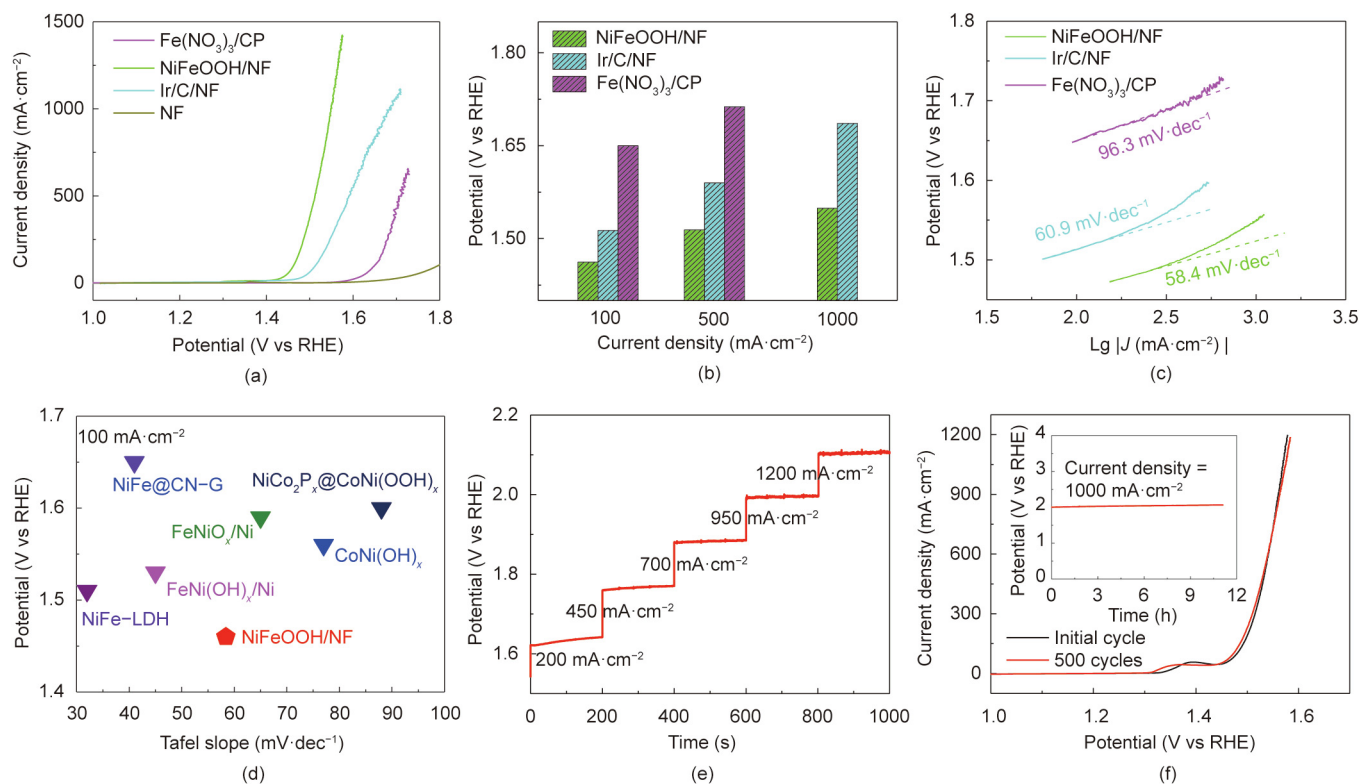 1500
1000
500
0
Current density (mA·cm⁻²)
Fe(NO₃)₃/CP
NiFeOOH/NF
Ir/C/NF
NF
1.0
1.2
1.4
1.6
1.8
Potential (V vs RHE)
(a)
1.80
1.65
1.50
Potential (V vs RHE)
NiFeOOH/NF
Ir/C/NF
Fe(NO₃)₃/CP
100
500
1000
Current density (mA·cm⁻²)
(b)
1.8
1.7
1.6
1.5
Potential (V vs RHE)
NiFeOOH/NF
Ir/C/NF
Fe(NO₃)₃/CP
96.3 mV·dec⁻¹
60.9 mV·dec⁻¹
58.4 mV·dec⁻¹
1.5
2.0
2.5
3.0
3.5
Lg |J (mA·cm⁻²) |
(c)
1.7
1.6
1.5
1.4
Potential (V vs RHE)
100 mA·cm⁻²
NiFe@CN−G
NiCo₂Pₓ@CoNi(OOH)ₓ
FeNiOₓ/Ni
CoNi(OH)ₓ
FeNi(OH)ₓ/Ni
NiFe−LDH
NiFeOOH/NF
30
40
50
60
70
80
90
100
Tafel slope (mV·dec⁻¹)
(d)
2.2
2.0
1.8
1.6
Potential (V vs RHE)
1200 mA·cm⁻²
950 mA·cm⁻²
700 mA·cm⁻²
450 mA·cm⁻²
200 mA·cm⁻²
0
200
400
600
800
1000
Time (s)
(e)
1200
900
600
300
0
Current density (mA·cm⁻²)
4
3
2
1
0
Potential (V vs RHE)
Current density =
1000 mA·cm⁻²
0
3
6
9
12
Time (h)
Initial cycle
500 cycles
1.0
1.2
1.4
1.6
Potential (V vs RHE)
(f)